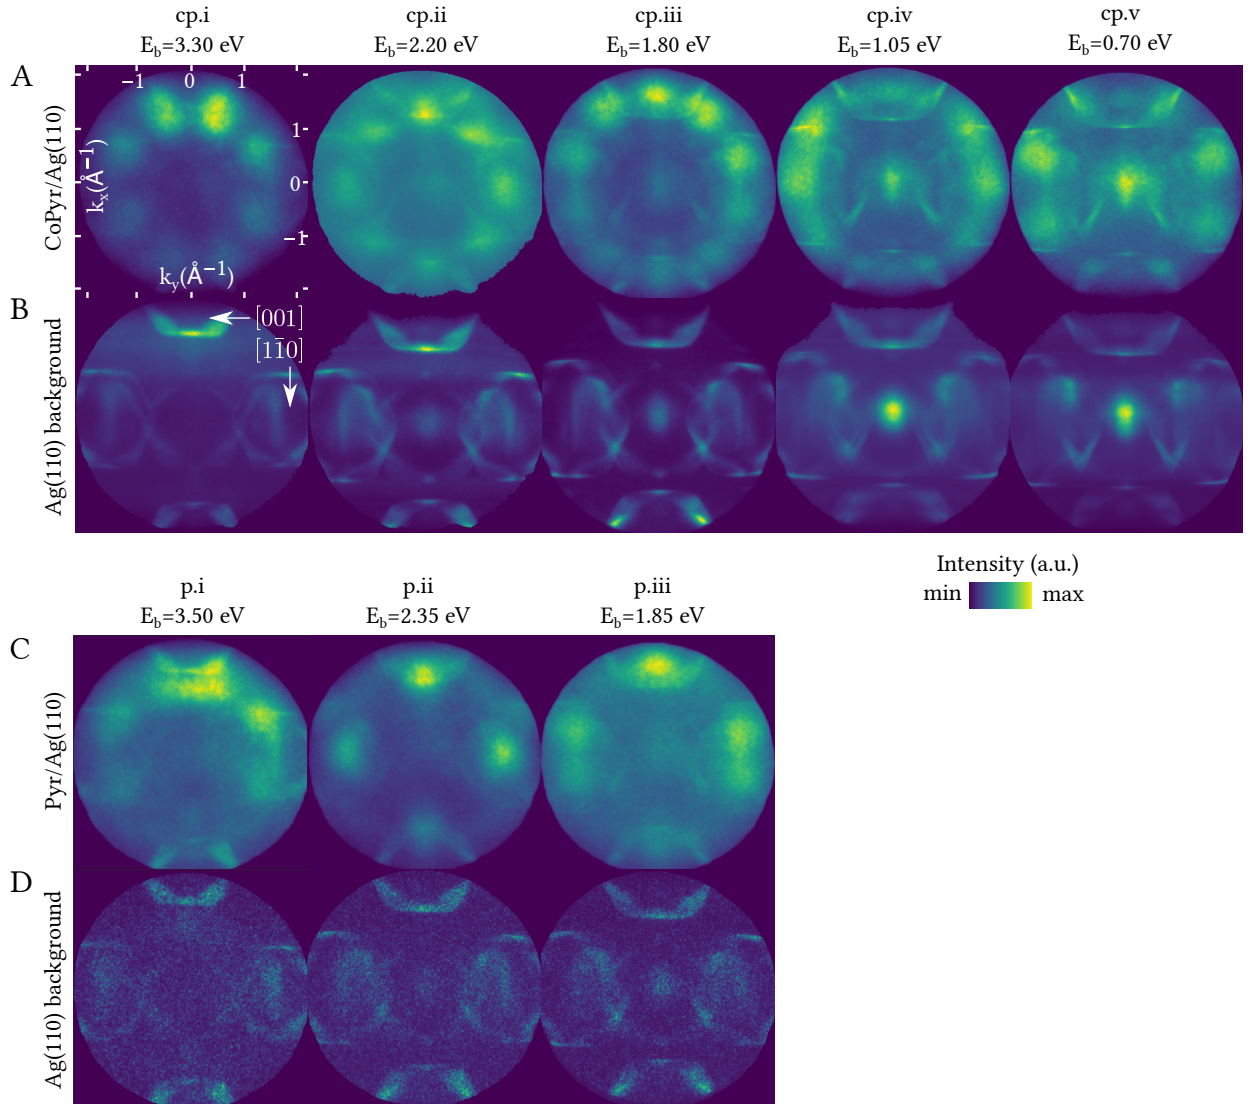 cp.i cp.ii cp.iii cp.iv cp.v
E_b=3.30 eV E_b=2.20 eV E_b=1.80 eV E_b=1.05 eV E_b=0.70 eV
A
CoPyr/Ag(110)
−1 0 1
1
0
−1
k_x(Å⁻¹)
k_y(Å⁻¹)
B
Ag(110) background
[001]
[11̄0]
Intensity (a.u.)
min max
p.i p.ii p.iii
E_b=3.50 eV E_b=2.35 eV E_b=1.85 eV
C
Pyr/Ag(110)
D
Ag(110) background